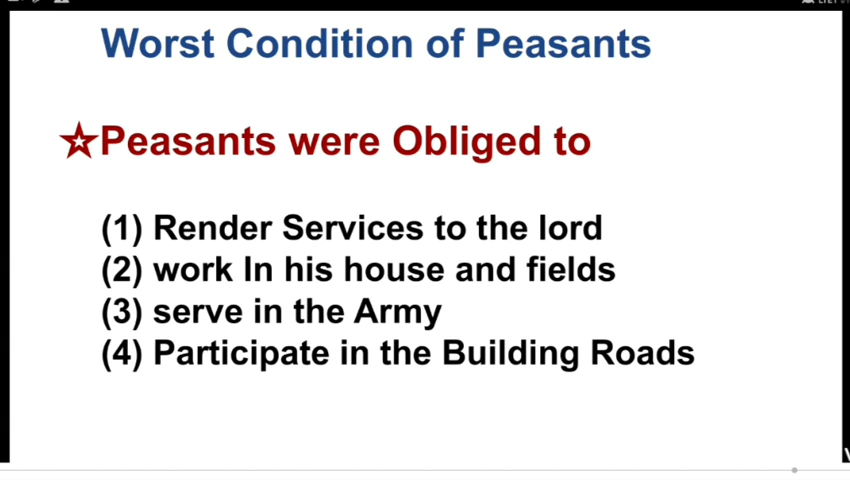 Worst Condition of Peasants
☆Peasants were Obliged to
(1) Render Services to the lord
(2) work In his house and fields
(3) serve in the Army
(4) Participate in the Building Roads